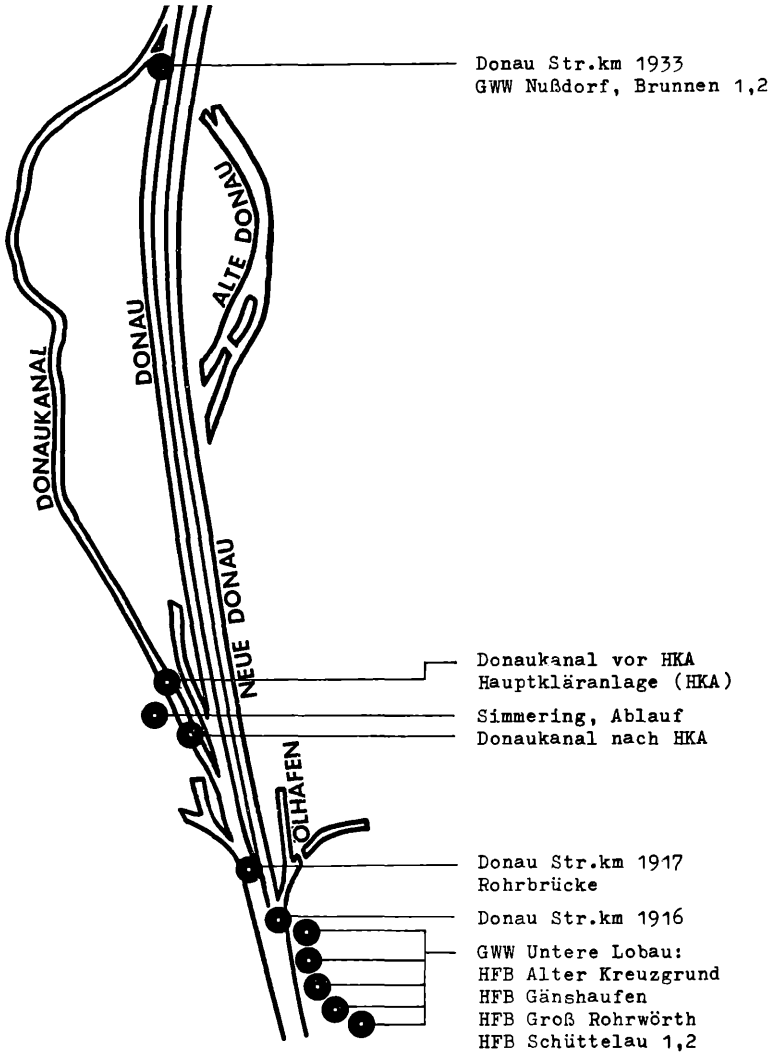 Donau Str.km 1933
GWW Nußdorf, Brunnen 1,2
ALTE DONAU
DONAU
DONAUKANAL
NEUE DONAU
Donaukanal vor HKA
Hauptkläranlage (HKA)
Simmering, Ablauf
Donaukanal nach HKA
ÖLHAFEN
Donau Str.km 1917
Rohrbrücke
Donau Str.km 1916
GWW Untere Lobau:
HFB Alter Kreuzgrund
HFB Gänshaufen
HFB Groß Rohrwörth
HFB Schüttelau 1,2